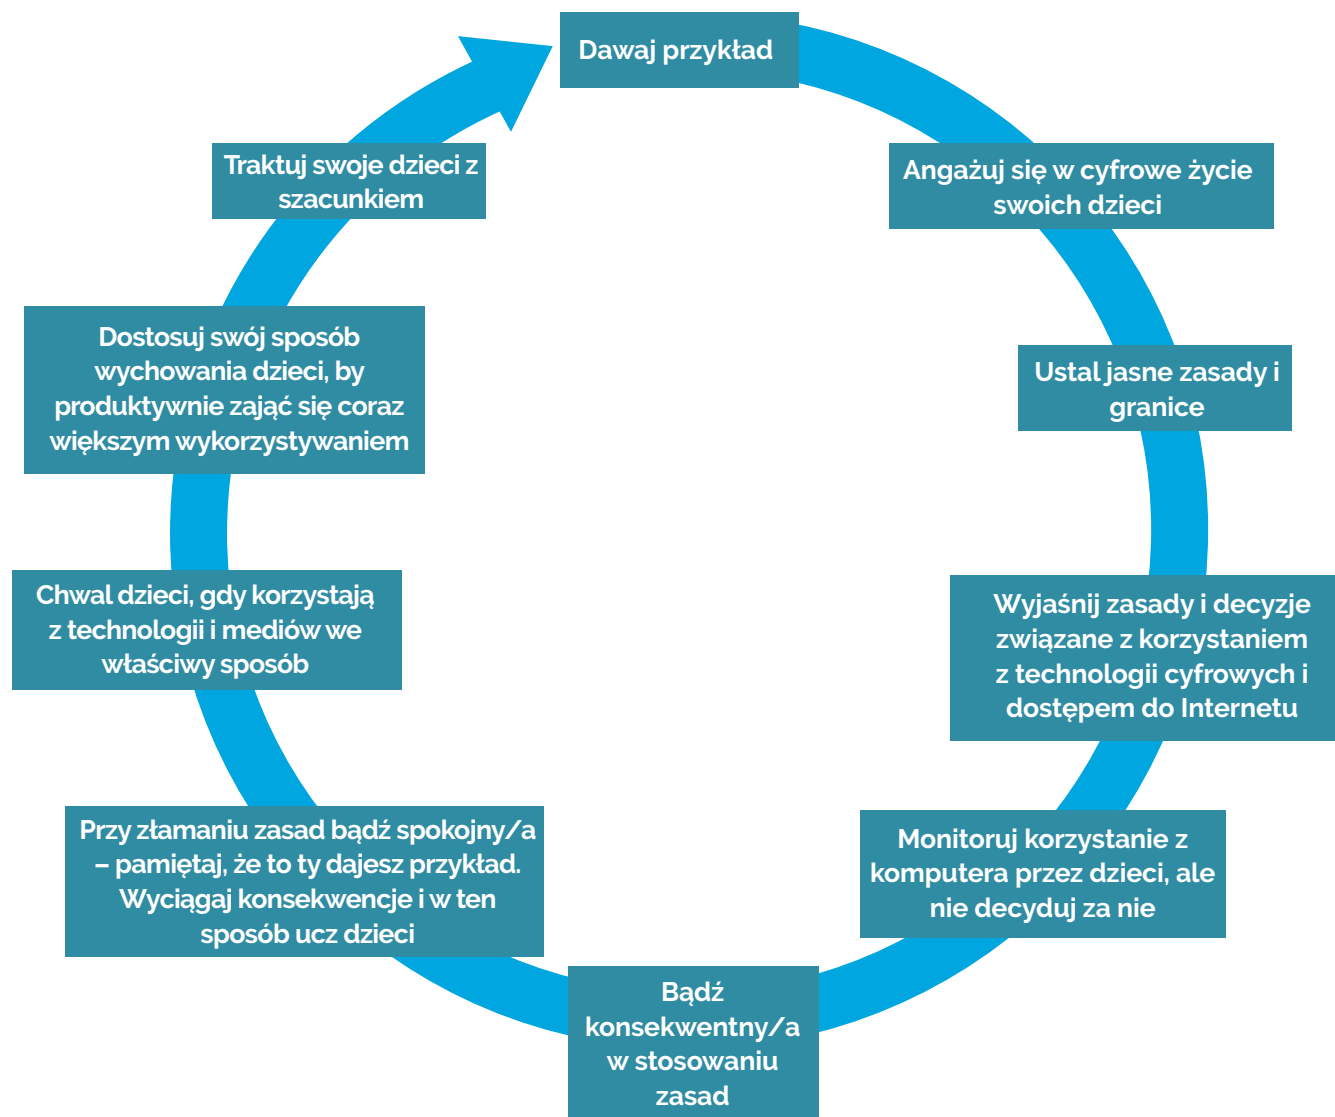 Dawaj przykład
Angażuj się w cyfrowe życie
swoich dzieci
Ustal jasne zasady i
granice
Wyjaśnij zasady i decyzje
związane z korzystaniem
z technologii cyfrowych i
dostępem do Internetu
Monitoruj korzystanie z
komputera przez dzieci, ale
nie decyduj za nie
Bądź
konsekwentny/a
w stosowaniu
zasad
Przy złamaniu zasad bądź spokojny/a
– pamiętaj, że to ty dajesz przykład.
Wyciągaj konsekwencje i w ten
sposób ucz dzieci
Chwal dzieci, gdy korzystają
z technologii i mediów we
właściwy sposób
Dostosuj swój sposób
wychowania dzieci, by
produktywnie zająć się coraz
większym wykorzystywaniem
Traktuj swoje dzieci z
szacunkiem